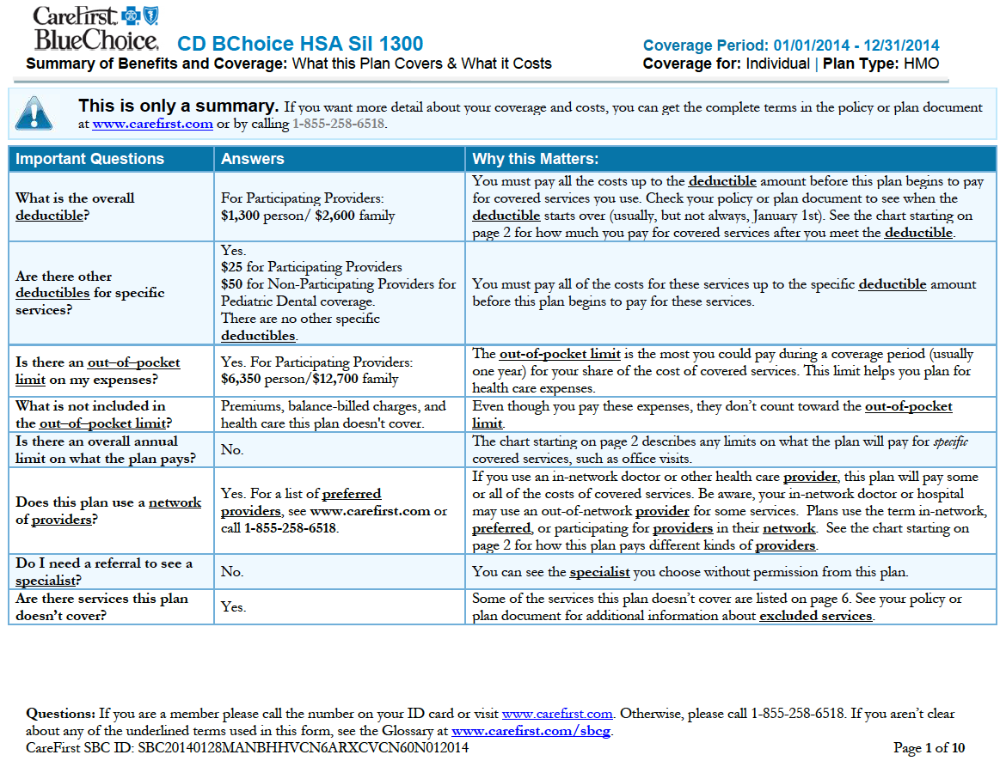 CareFirst.
BlueChoice.
CD BChoice HSA Sil 1300
Coverage Period: 01/01/2014 - 12/31/2014
Summary of Benefits and Coverage: What this Plan Covers & What it Costs
Coverage for: Individual | Plan Type: HMO
This is only a summary. If you want more detail about your coverage and costs, you can get the complete terms in the policy or plan document
at www.carefirst.com or by calling 1-855-258-6518.
Important Questions
Answers
Why this Matters:
What is the overall
deductible?
For Participating Providers:
$1,300 person/ $2,600 family
You must pay all the costs up to the deductible amount before this plan begins to pay
for covered services you use. Check your policy or plan document to see when the
deductible starts over (usually, but not always, January 1st). See the chart starting on
page 2 for how much you pay for covered services after you meet the deductible.
Are there other
deductibles for specific
services?
Yes.
$25 for Participating Providers
$50 for Non-Participating Providers for
Pediatric Dental coverage.
There are no other specific
deductibles.
You must pay all of the costs for these services up to the specific deductible amount
before this plan begins to pay for these services.
Is there an out–of–pocket
limit on my expenses?
Yes. For Participating Providers:
$6,350 person/$12,700 family
The out-of-pocket limit is the most you could pay during a coverage period (usually
one year) for your share of the cost of covered services. This limit helps you plan for
health care expenses.
What is not included in
the out–of–pocket limit?
Premiums, balance-billed charges, and
health care this plan doesn't cover.
Even though you pay these expenses, they don’t count toward the out-of-pocket
limit.
Is there an overall annual
limit on what the plan pays?
No.
The chart starting on page 2 describes any limits on what the plan will pay for specific
covered services, such as office visits.
Does this plan use a network
of providers?
Yes. For a list of preferred
providers, see www.carefirst.com or
call 1-855-258-6518.
If you use an in-network doctor or other health care provider, this plan will pay some
or all of the costs of covered services. Be aware, your in-network doctor or hospital
may use an out-of-network provider for some services. Plans use the term in-network,
preferred, or participating for providers in their network. See the chart starting on
page 2 for how this plan pays different kinds of providers.
Do I need a referral to see a
specialist?
No.
You can see the specialist you choose without permission from this plan.
Are there services this plan
doesn’t cover?
Yes.
Some of the services this plan doesn’t cover are listed on page 6. See your policy or
plan document for additional information about excluded services.
Questions: If you are a member please call the number on your ID card or visit www.carefirst.com. Otherwise, please call 1-855-258-6518. If you aren’t clear
about any of the underlined terms used in this form, see the Glossary at www.carefirst.com/sbcg.
CareFirst SBC ID: SBC20140128MANBHHVCN6ARXCVCN60N012014
Page 1 of 10